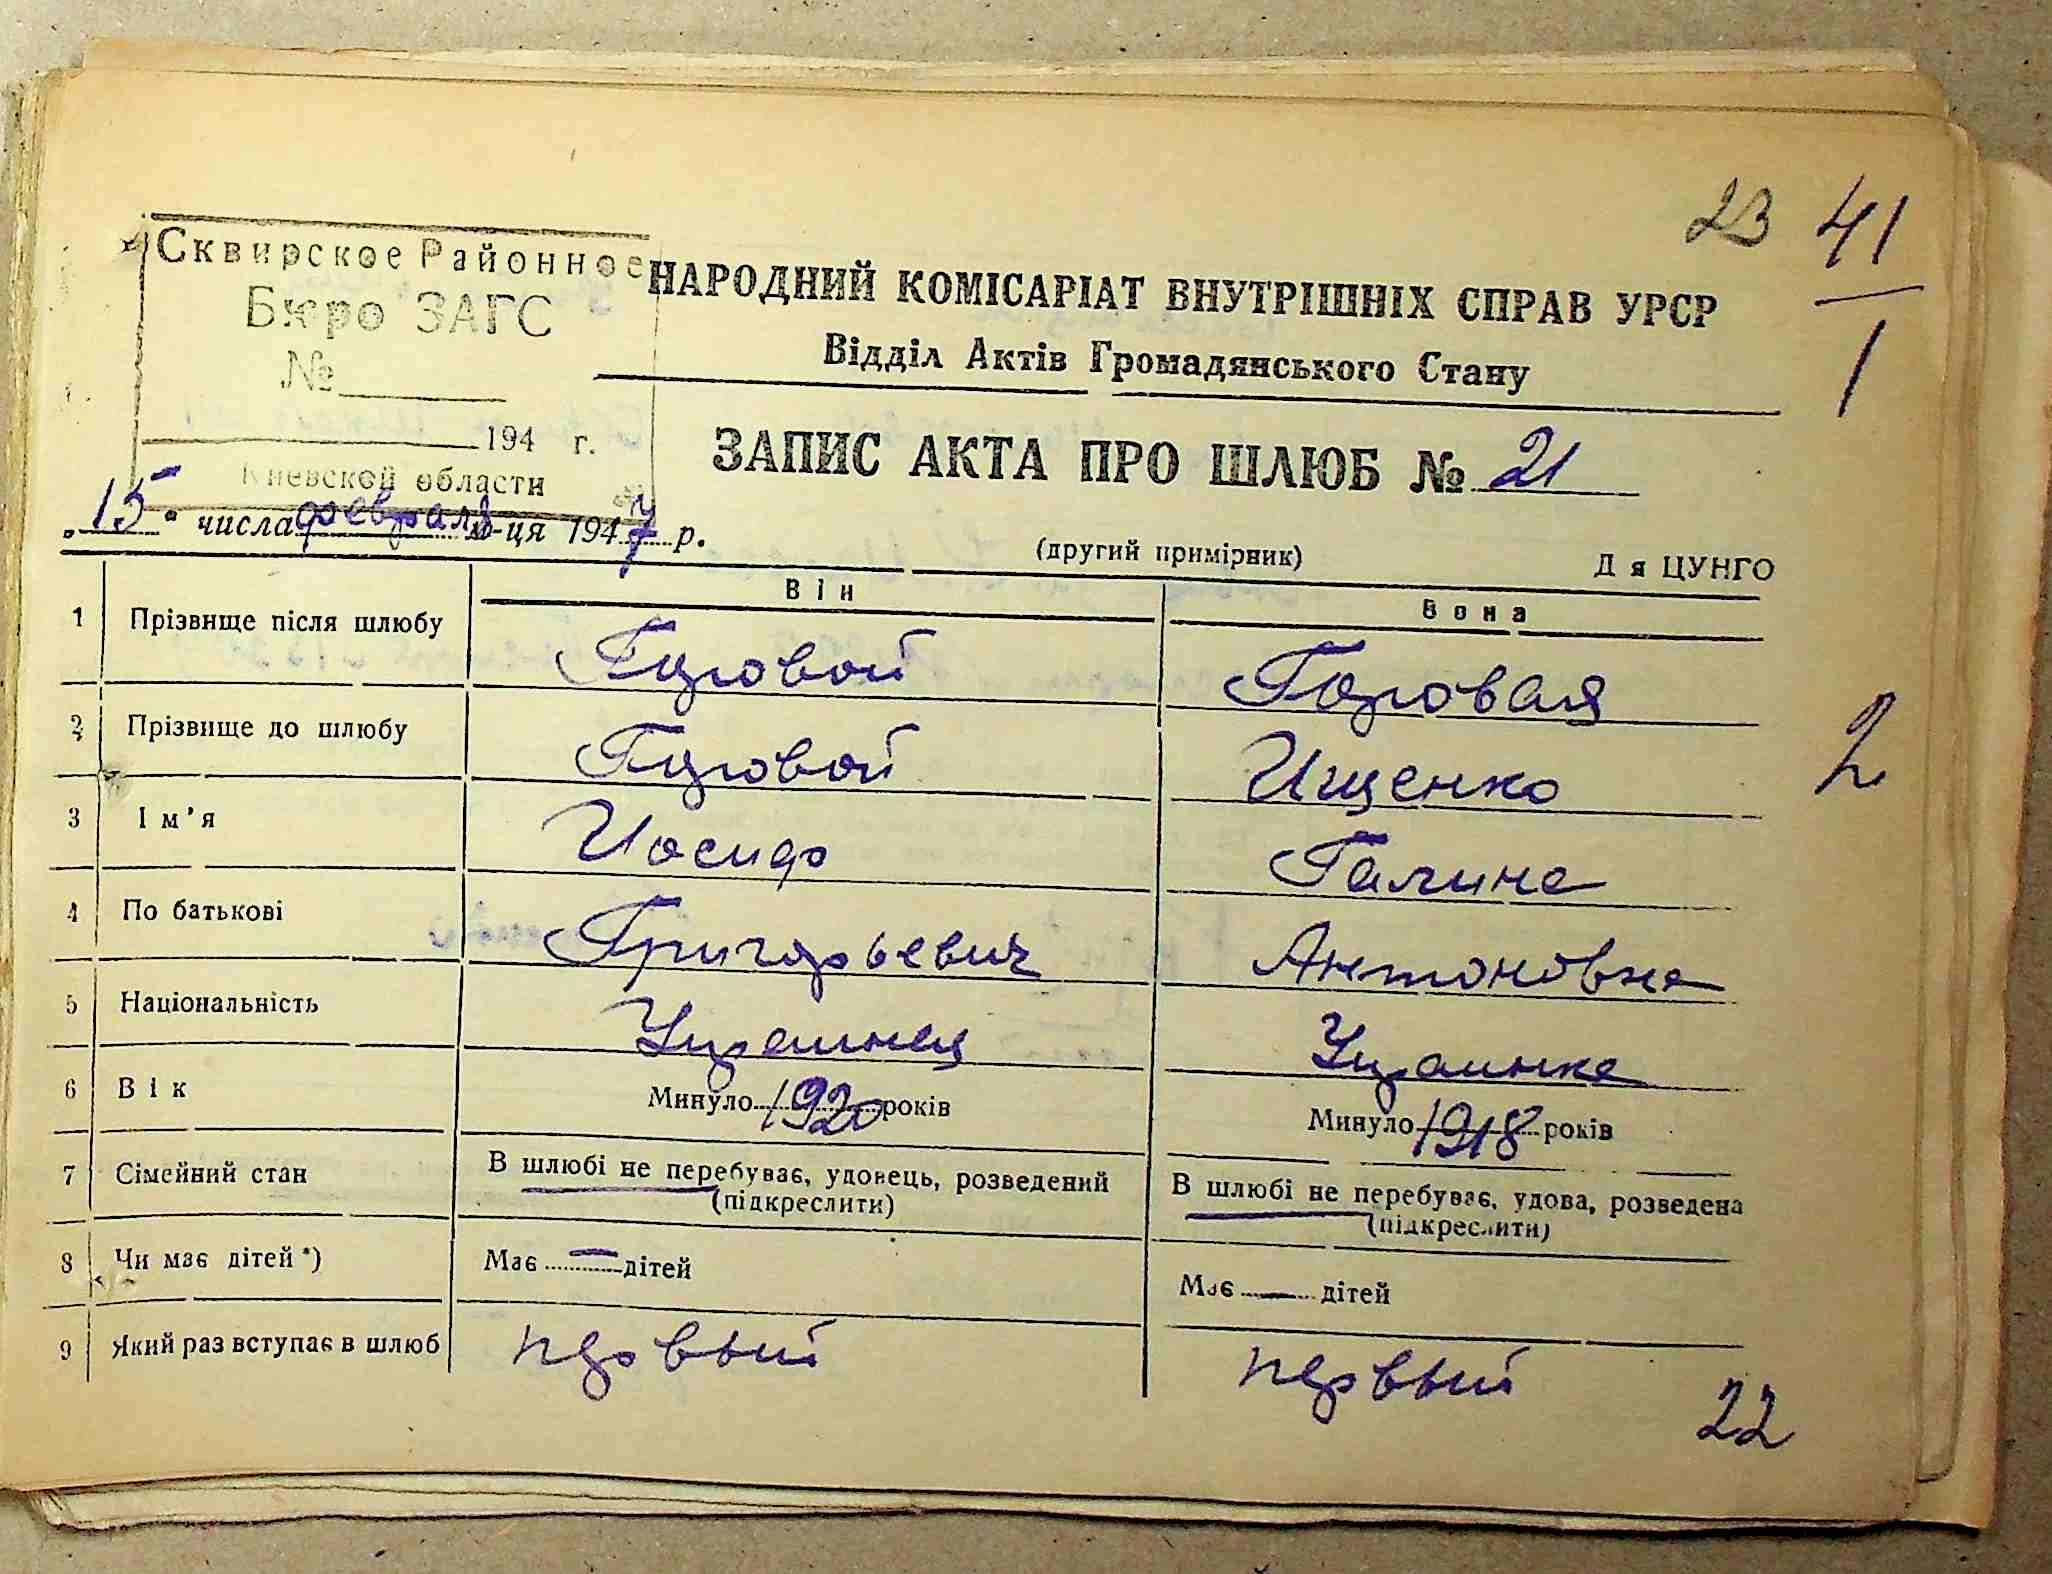 23 41
1
Сквирское Районное
Бюро ЗАГС
№
194 г.
Киевской области
НАРОДНИЙ КОМІСАРІАТ ВНУТРІШНІХ СПРАВ УРСР
Відділ Актів Громадянського Стану
ЗАПИС АКТА ПРО ШЛЮБ № 21
„15“ числа февраля м-ця 1947 р.
(другий примірник) Д я ЦУНГО
Він Вона
1 Прізвище після шлюбу Горовой Горовая
2 Прізвище до шлюбу Горовой Ищенко
2
3 Ім'я Иосиф Галина
4 По батькові Григорьевич Антоновна
5 Національність Украинец Украинка
6 Вік Минуло 1920 років Минуло 1918 років
7 Сімейний стан В шлюбі не перебуває, удовець, розведений В шлюбі не перебуває, удова, розведена
(підкреслити) (підкреслити)
8 Чи має дітей *) Має — дітей Має — дітей
9 Який раз вступає в шлюб первый первый
22